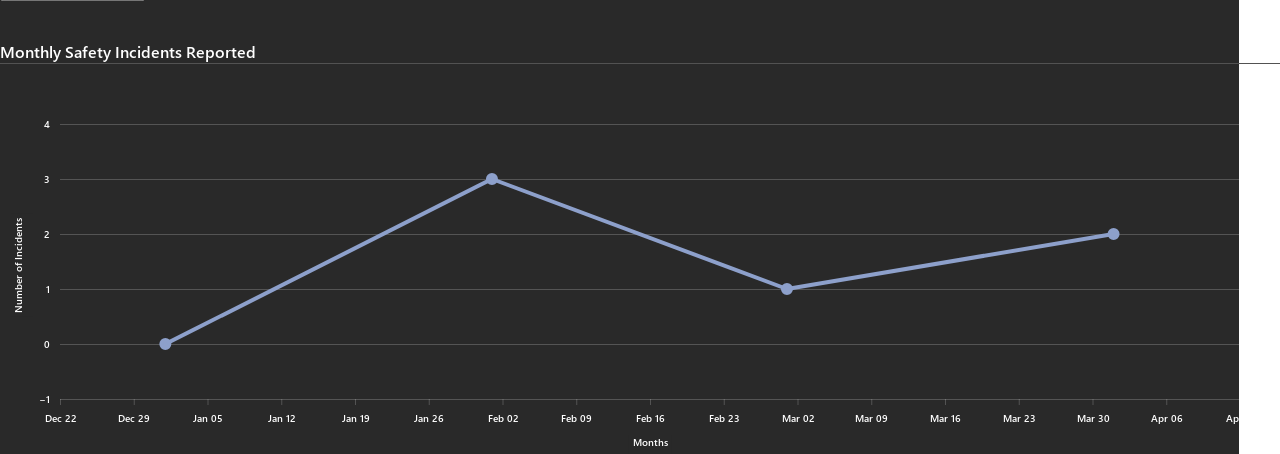 Monthly Safety Incidents Reported
4
3
2
1
0
−1
Number of Incidents
Dec 22 Dec 29 Jan 05 Jan 12 Jan 19 Jan 26 Feb 02 Feb 09 Feb 16 Feb 23 Mar 02 Mar 09 Mar 16 Mar 23 Mar 30 Apr 06 Ap
Months